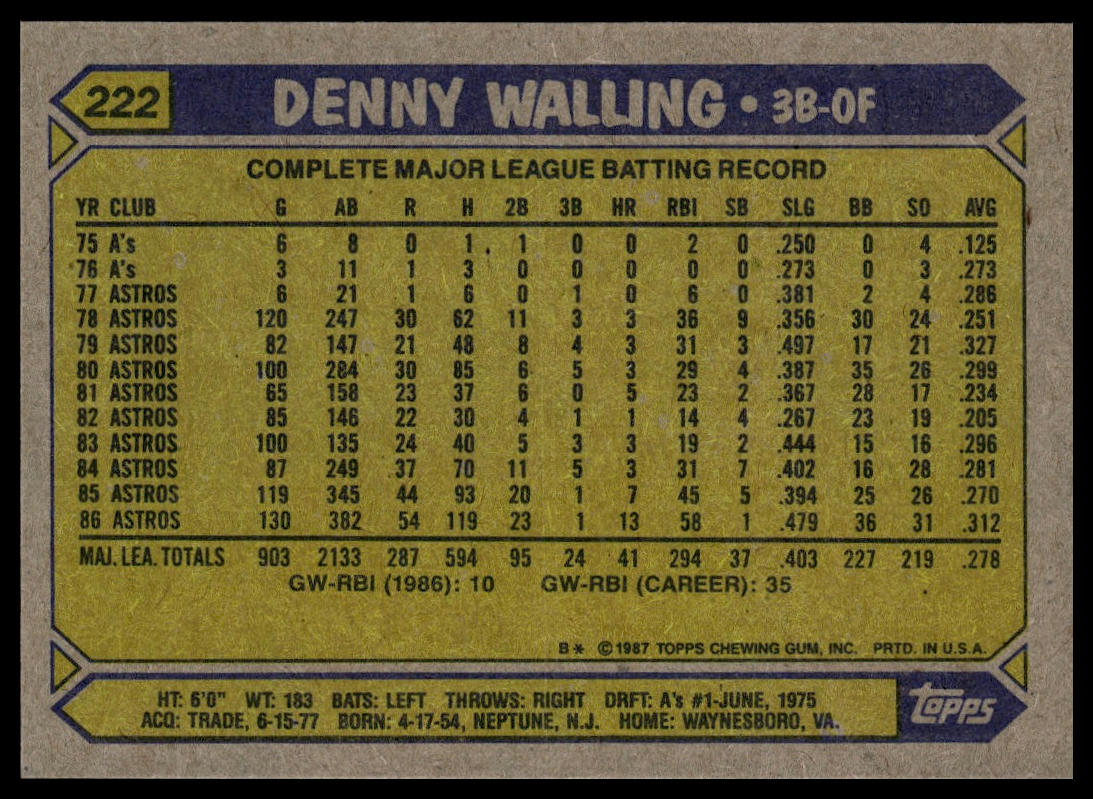 222 DENNY WALLING • 3B-OF
COMPLETE MAJOR LEAGUE BATTING RECORD
YR CLUB G AB R H 2B 3B HR RBI SB SLG BB SO AVG
75 A's 6 8 0 1 1 0 0 2 0 .250 0 4 .125
76 A's 3 11 1 3 0 0 0 0 0 .273 0 3 .273
77 ASTROS 6 21 1 6 0 1 0 6 0 .381 2 4 .286
78 ASTROS 120 247 30 62 11 3 3 36 9 .356 30 24 .251
79 ASTROS 82 147 21 48 8 4 3 31 3 .497 17 21 .327
80 ASTROS 100 284 30 85 6 5 3 29 4 .387 35 26 .299
81 ASTROS 65 158 23 37 6 0 5 23 2 .367 28 17 .234
82 ASTROS 85 146 22 30 4 1 1 14 4 .267 23 19 .205
83 ASTROS 100 135 24 40 5 3 3 19 2 .444 15 16 .296
84 ASTROS 87 249 37 70 11 5 3 31 7 .402 16 28 .281
85 ASTROS 119 345 44 93 20 1 7 45 5 .394 25 26 .270
86 ASTROS 130 382 54 119 23 1 13 58 1 .479 36 31 .312
MAJ. LEA. TOTALS 903 2133 287 594 95 24 41 294 37 .403 227 219 .278
GW-RBI (1986): 10 GW-RBI (CAREER): 35
B* ©1987 TOPPS CHEWING GUM, INC. PRTD. IN U.S.A.
HT: 6'0" WT: 183 BATS: LEFT THROWS: RIGHT DRFT: A's #1-JUNE, 1975
ACQ: TRADE, 6-15-77 BORN: 4-17-54, NEPTUNE, N.J. HOME: WAYNESBORO, VA.
topps